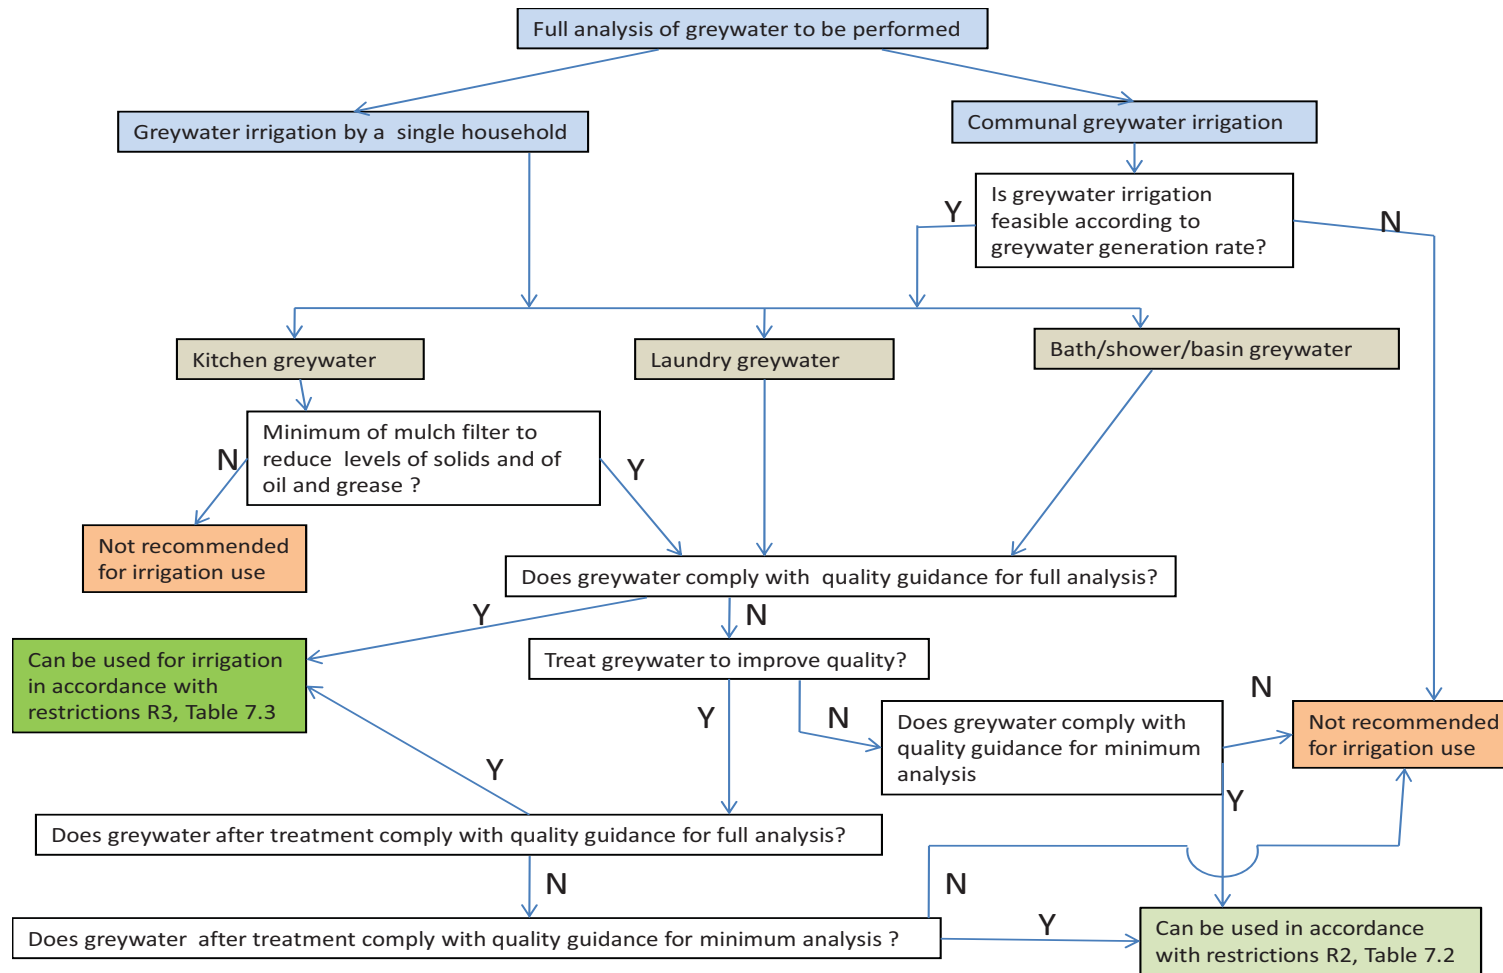 Full analysis of greywater to be performed
Greywater irrigation by a single household
Communal greywater irrigation
Is greywater irrigation
feasible according to
greywater generation rate?
Y
N
Kitchen greywater
Laundry greywater
Bath/shower/basin greywater
Minimum of mulch filter to
reduce levels of solids and of
oil and grease ?
N
Y
Not recommended
for irrigation use
Does greywater comply with quality guidance for full analysis?
Y
N
Can be used for irrigation
in accordance with
restrictions R3, Table 7.3
Treat greywater to improve quality?
Y
N
Does greywater comply with
quality guidance for minimum
analysis
N
Y
Not recommended
for irrigation use
Y
Does greywater after treatment comply with quality guidance for full analysis?
N
Does greywater after treatment comply with quality guidance for minimum analysis ?
N
Y
Can be used in accordance
with restrictions R2, Table 7.2